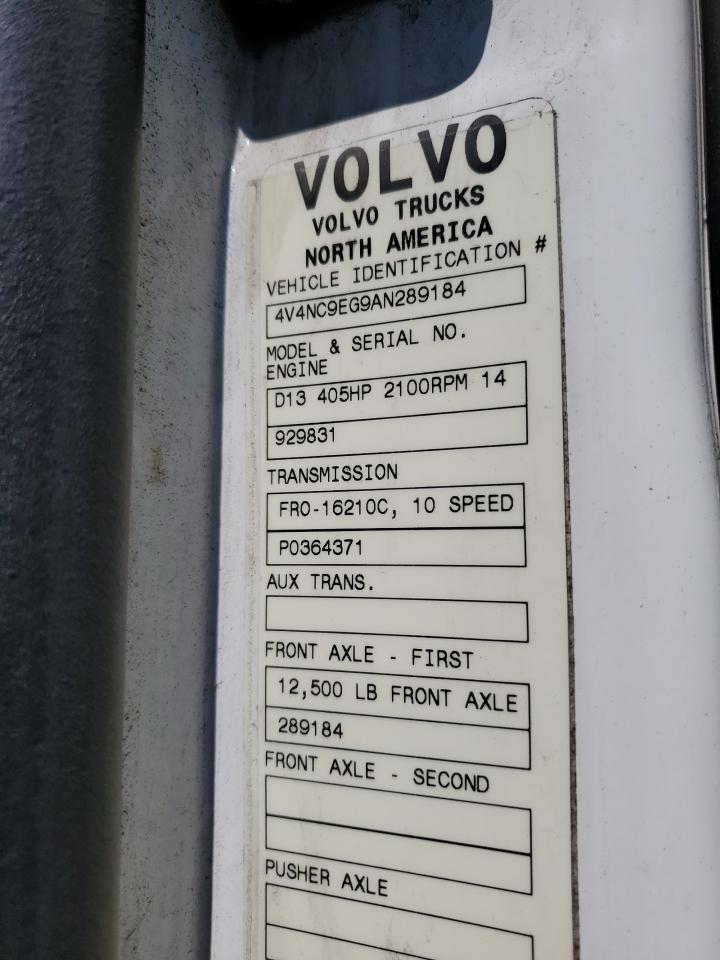 VOLVO
VOLVO TRUCKS
NORTH AMERICA
VEHICLE IDENTIFICATION #
4V4NC9EG9AN289184
MODEL & SERIAL NO.
ENGINE
D13 405HP 2100RPM 14
929831
TRANSMISSION
FRO-16210C, 10 SPEED
P0364371
AUX TRANS.
FRONT AXLE - FIRST
12,500 LB FRONT AXLE
289184
FRONT AXLE - SECOND
PUSHER AXLE